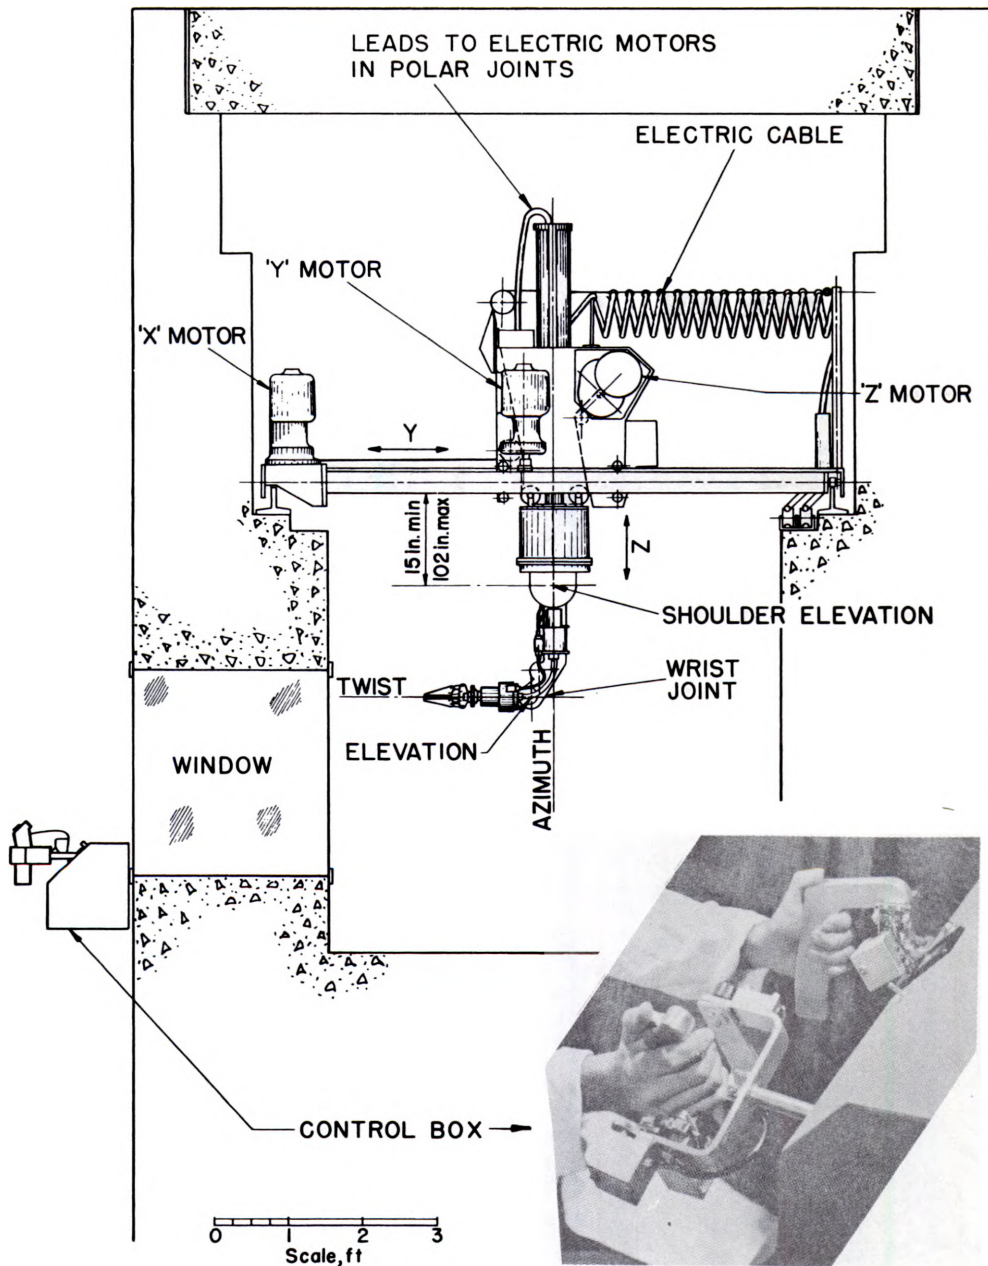 LEADS TO ELECTRIC MOTORS
IN POLAR JOINTS
ELECTRIC CABLE
'Y' MOTOR
'X' MOTOR
'Z' MOTOR
Y
15 in. min
102 in. max
Z
SHOULDER ELEVATION
TWIST
WRIST
JOINT
ELEVATION
AZIMUTH
WINDOW
CONTROL BOX
0 1 2 3
Scale, ft